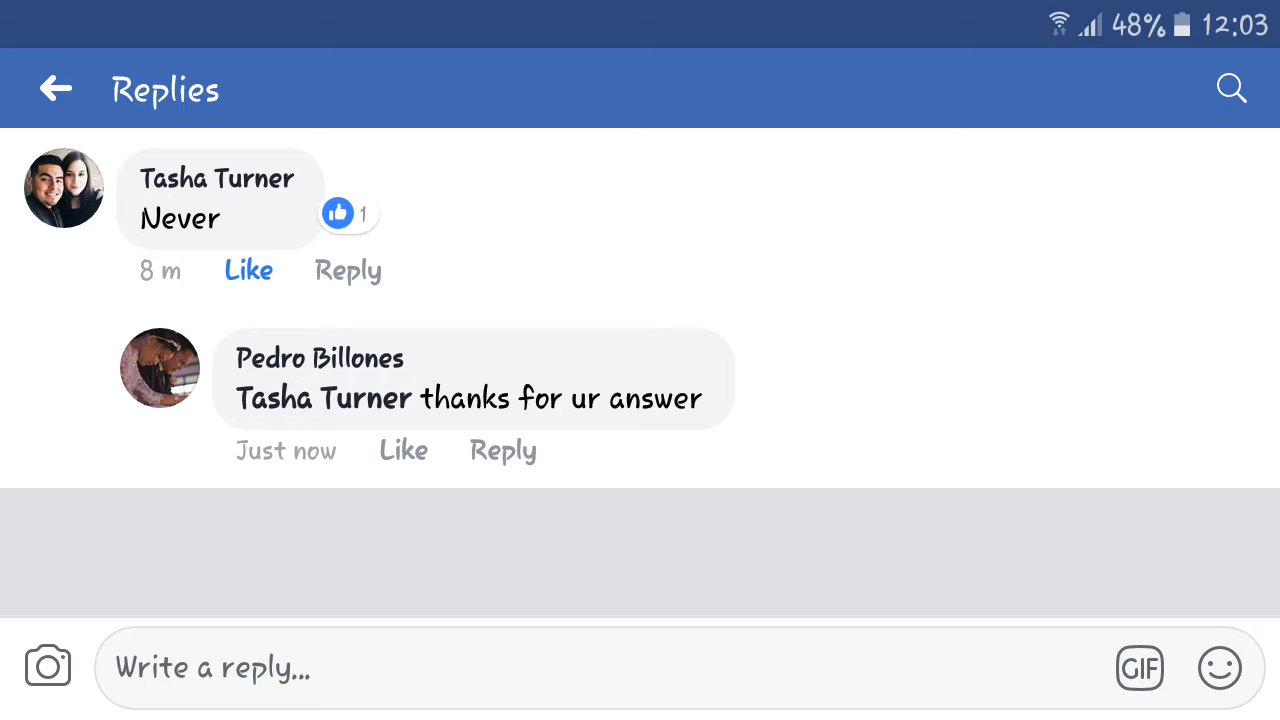 48% 12:03
Replies
Tasha Turner
Never
1
8 m Like Reply
Pedro Billones
Tasha Turner thanks for ur answer
Just now Like Reply
Write a reply... GIF